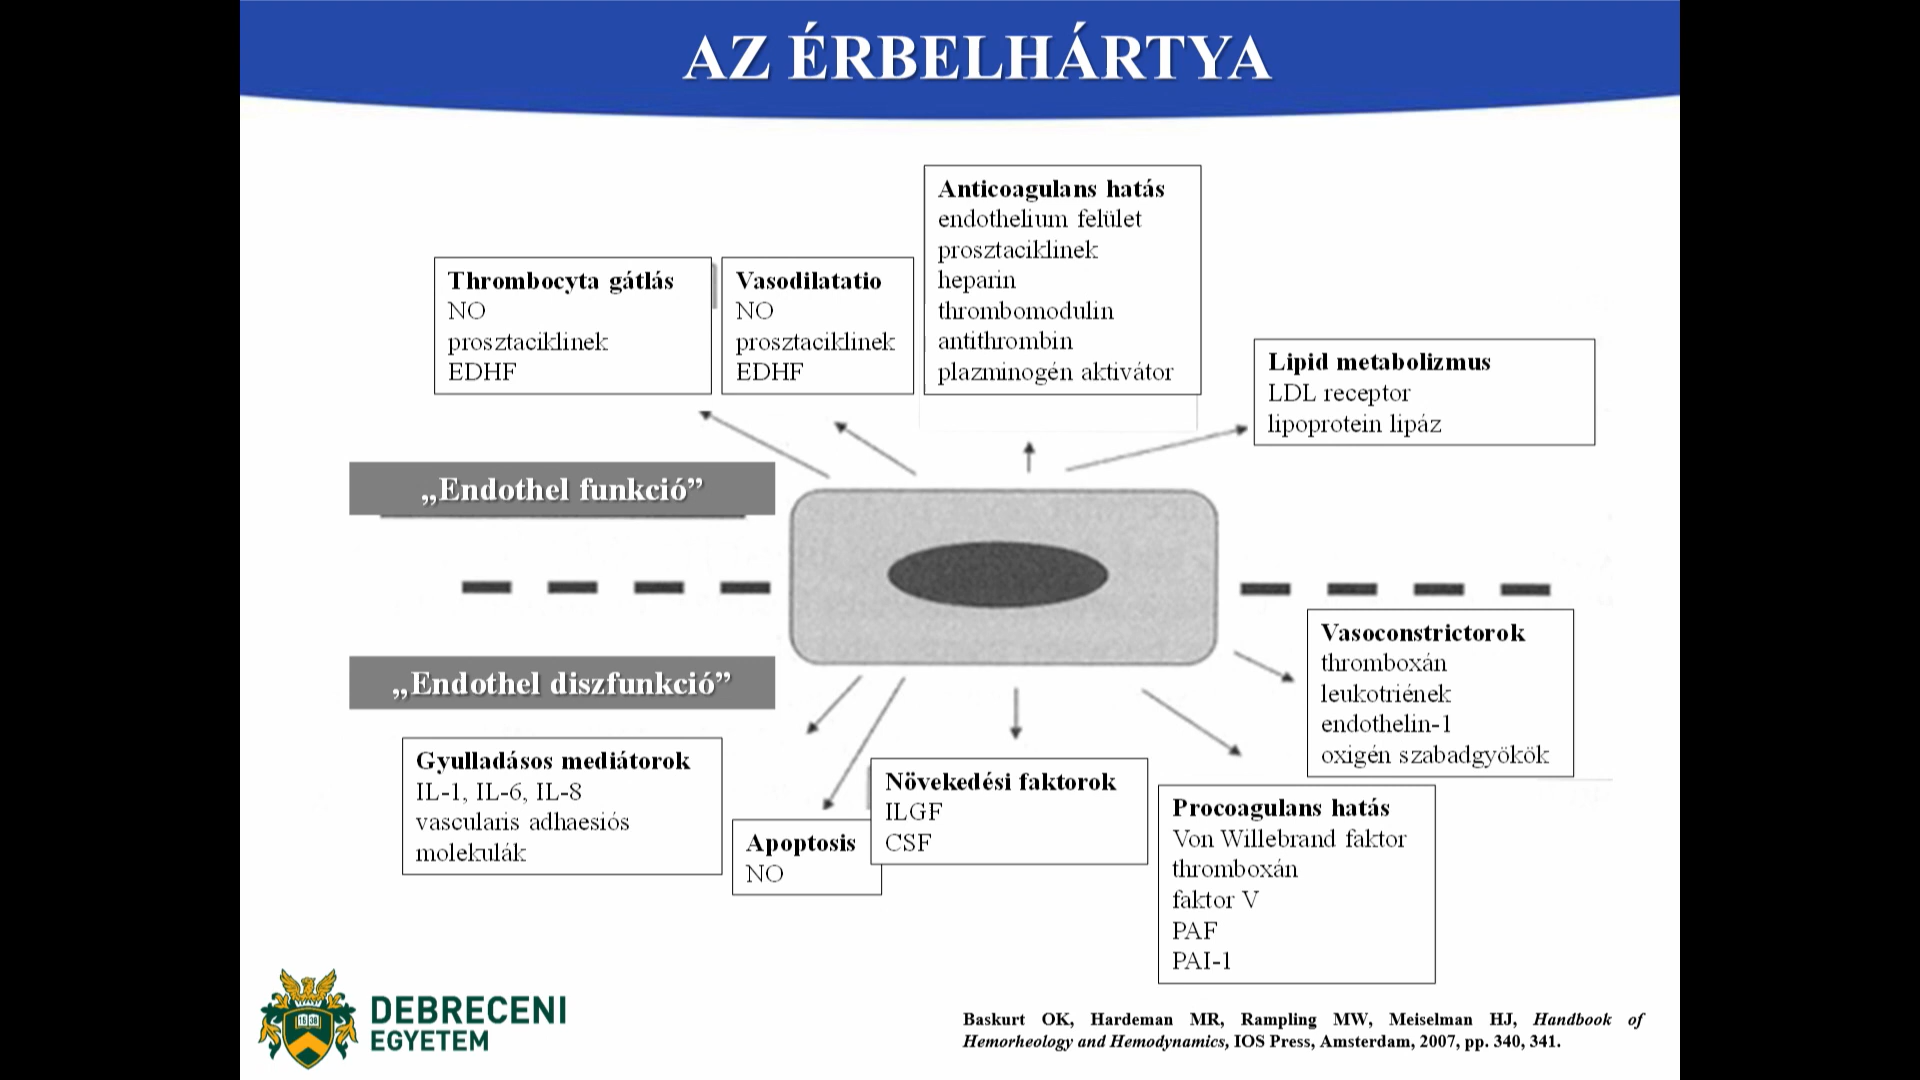 AZ ÉRBELHÁRTYA
Anticoagulans hatás
endothelium felület
prosztaciklinek
heparin
thrombomodulin
antithrombin
plazminogén aktivátor
Thrombocyta gátlás
NO
prosztaciklinek
EDHF
Vasodilatatio
NO
prosztaciklinek
EDHF
Lipid metabolizmus
LDL receptor
lipoprotein lipáz
„Endothel funkció”
„Endothel diszfunkció”
Vasoconstrictorok
thromboxán
leukotriének
endothelin-1
oxigén szabadgyökök
Gyulladásos mediátorok
IL-1, IL-6, IL-8
vascularis adhaesiós
molekulák
Apoptosis
NO
Növekedési faktorok
ILGF
CSF
Procoagulans hatás
Von Willebrand faktor
thromboxán
faktor V
PAF
PAI-1
1538
DEBRECENI
EGYETEM
Baskurt OK, Hardeman MR, Rampling MW, Meiselman HJ, Handbook of
Hemorheology and Hemodynamics, IOS Press, Amsterdam, 2007, pp. 340, 341.